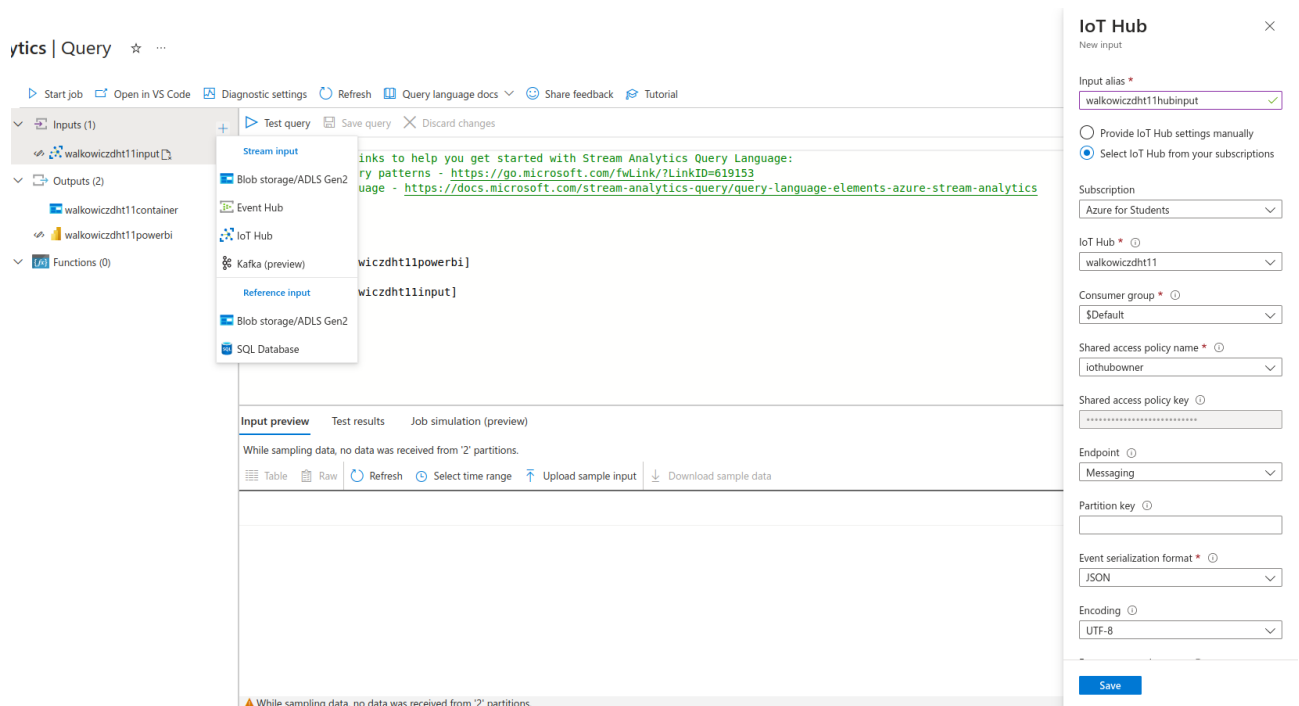 ytics | Query
Start job Open in VS Code Diagnostic settings Refresh Query language docs Share feedback Tutorial
Inputs (1)
walkowiczdht11input
Outputs (2)
walkowiczdht11container
walkowiczdht11powerbi
Functions (0)
Test query Save query Discard changes
Stream input
Blob storage/ADLS Gen2
Event Hub
IoT Hub
Kafka (preview)
Reference input
Blob storage/ADLS Gen2
SQL Database
inks to help you get started with Stream Analytics Query Language:
ry patterns - https://go.microsoft.com/fwLink/?LinkID=619153
uage - https://docs.microsoft.com/stream-analytics-query/query-language-elements-azure-stream-analytics
wiczdht11powerbi]
wiczdht11input]
Input preview Test results Job simulation (preview)
While sampling data, no data was received from '2' partitions.
Table Raw Refresh Select time range Upload sample input Download sample data
While sampling data, no data was received from '2' partitions.
IoT Hub
New input
Input alias *
walkowiczdht11hubinput
Provide IoT Hub settings manually
Select IoT Hub from your subscriptions
Subscription
Azure for Students
IoT Hub *
walkowiczdht11
Consumer group *
$Default
Shared access policy name *
iothubowner
Shared access policy key
Endpoint
Messaging
Partition key
Event serialization format *
JSON
Encoding
UTF-8
Save